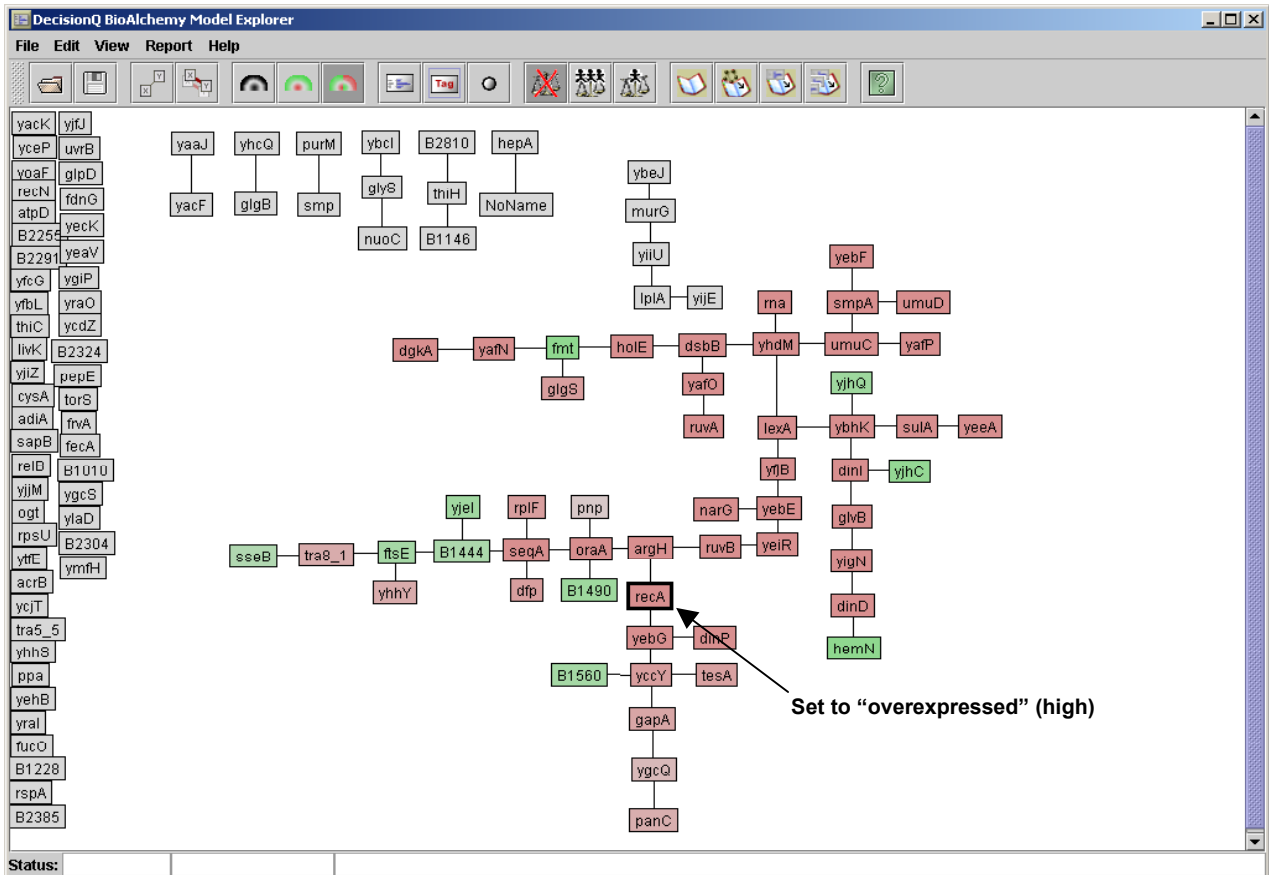 DecisionQ BioAlchemy Model Explorer
File Edit View Report Help
Y X X Y Tag ?
yacK yjfJ
yceP uvrB
yoaF glpD
recN fdnG
atpD yecK
B2255 yeaV
B2291 ygiP
yfcG yraO
yfbL ycdZ
thiC B2324
livK pepE
yjiZ torS
cysA frvA
adiA fecA
sapB B1010
relB ygcS
yjjM ylaD
ogt B2304
rpsU ymfH
ytfE
acrB
ycjT
tra5_5
yhhS
ppa
yehB
yraI
fucO
B1228
rspA
B2385
yaaJ yhcQ purM ybcI B2810 hepA
glyS thiH
yacF glgB smp NoName
nuoC B1146
ybeJ
murG
yiiU
lplA yijE
yebF
rna smpA umuD
dgkA yafN fmt holE dsbB yhdM umuC yafP
glgS yafO yjhQ
ruvA lexA ybhK sulA yeeA
yfjB dinI yjhC
narG yebE glvB
yjeI rplF pnp
sseB tra8_1 ftsE B1444 seqA oraA argH ruvB yeiR yigN
yhhY dfp B1490 recA dinD
yebG dinP hemN
B1560 yccY tesA
Set to “overexpressed” (high)
gapA
ygcQ
panC
Status: